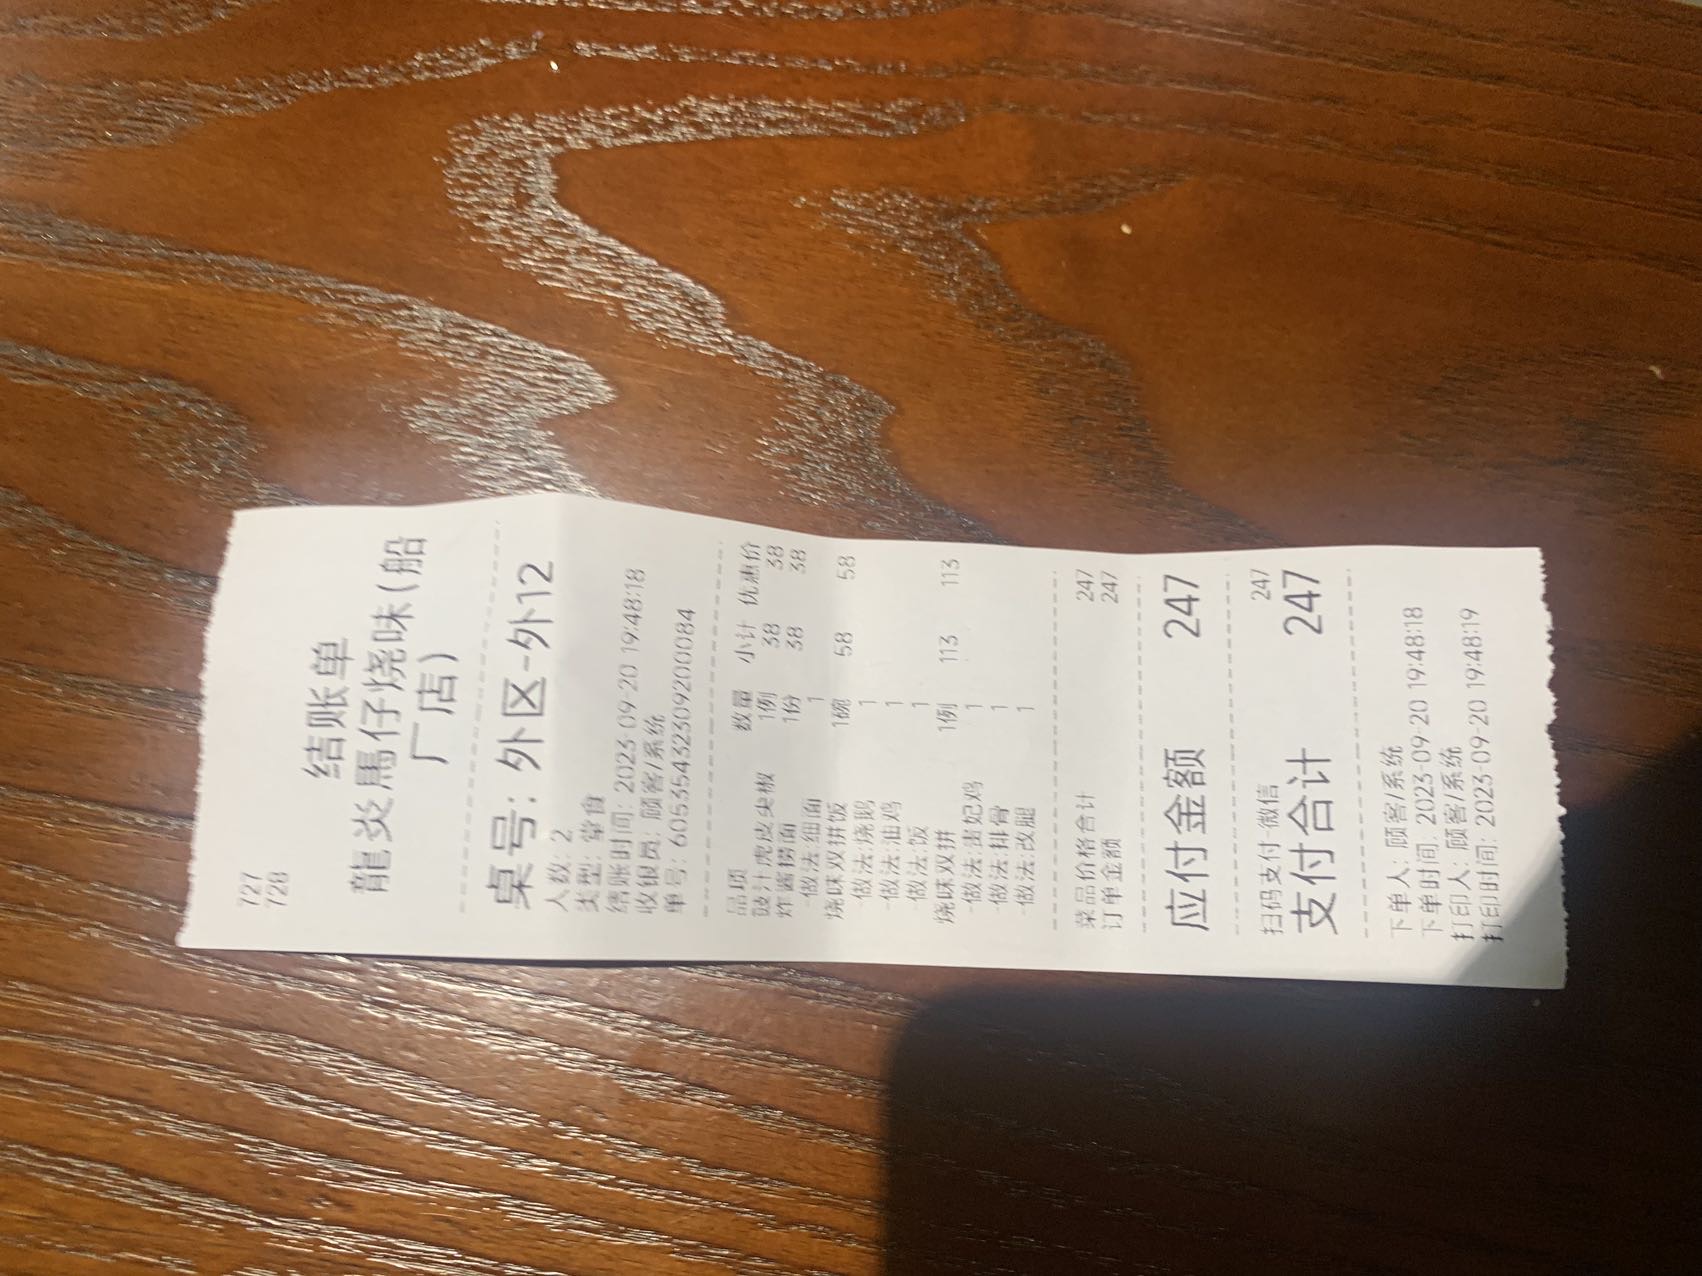 727
728
结账单
龍炎馬仔烧味(船
厂店)
桌号: 外区-外12
人数: 2
类型: 堂食
结账时间: 2023-09-20 19:48:18
收银员: 顾客/系统
单号: 605354323092000084
品项 数量 小计 优惠价
豉汁虎皮尖椒 1例 38 38
炸酱捞面 1份 38 38
-做法:细面 1
烧味双拼饭 1碗 58 58
-做法:烧鹅 1
-做法:油鸡 1
-做法:饭 1
烧味双拼 1例 113 113
-做法:贵妃鸡 1
-做法:排骨 1
-做法:改腿 1
菜品价格合计 247
订单金额 247
应付金额 247
扫码支付-微信 247
支付合计 247
下单人: 顾客/系统
下单时间: 2023-09-20 19:48:18
打印人: 顾客/系统
打印时间: 2023-09-20 19:48:19